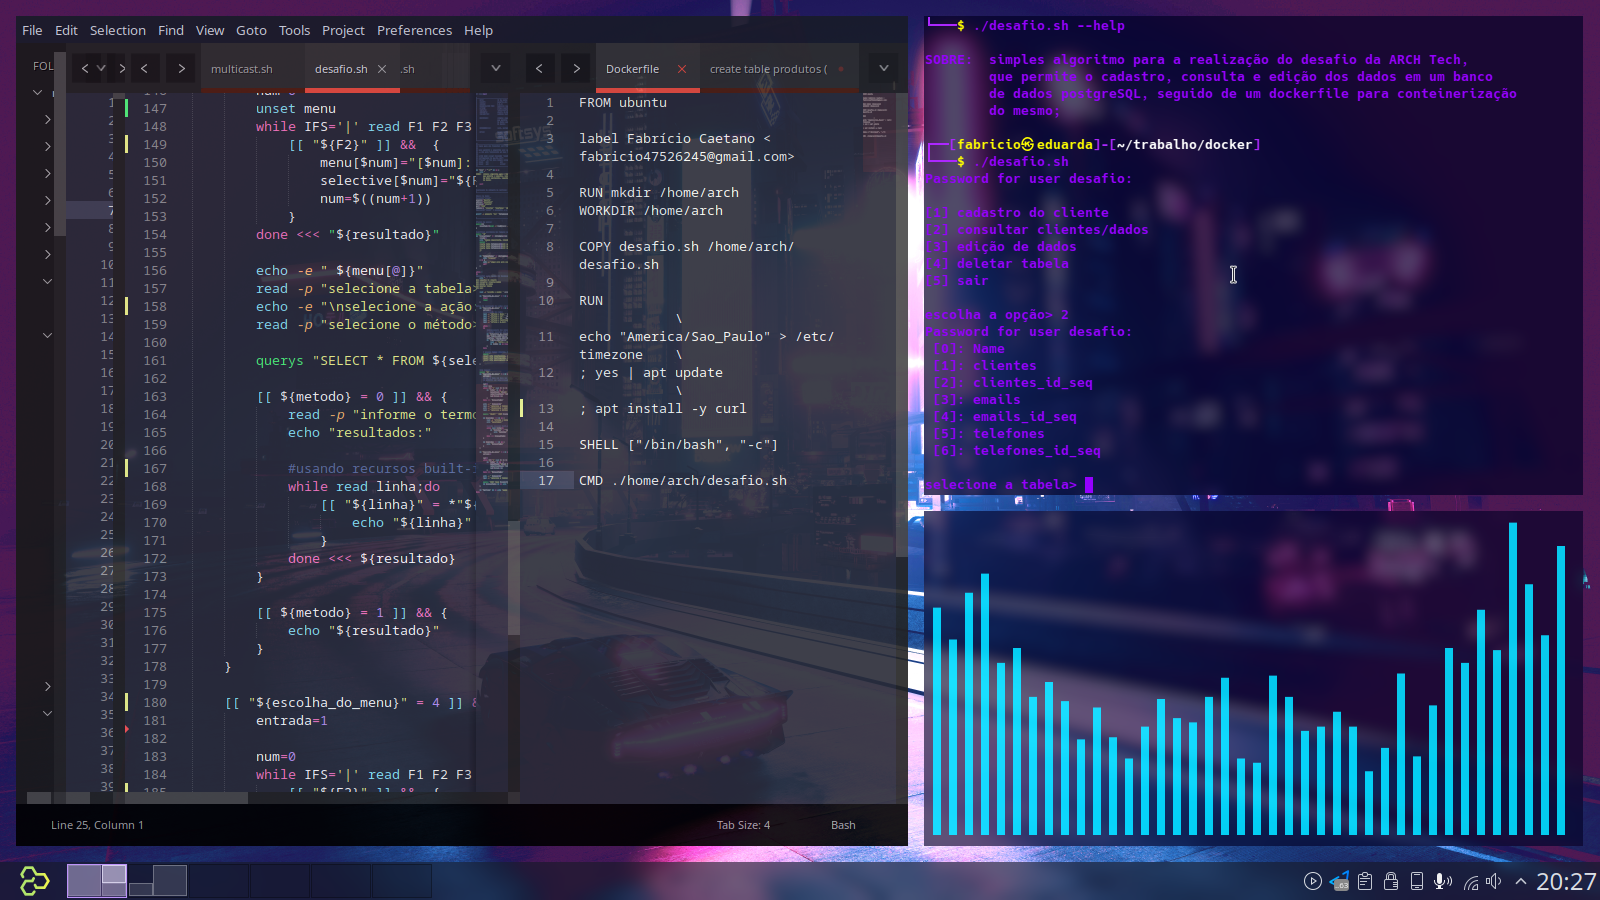 File Edit Selection Find View Goto Tools Project Preferences Help
FOL
multicast.sh
desafio.sh
.sh
Dockerfile
create table produtos (
147 unset menu
148 while IFS='|' read F1 F2 F3
149 [[ "${F2}" ]] && {
150 menu[$num]="[$num]:
151 selective[$num]="${F
152 num=$((num+1))
153 }
154 done <<< "${resultado}"
155
156 echo -e " ${menu[@]}"
157 read -p "selecione a tabela>
158 echo -e "\nselecione a ação:
159 read -p "selecione o método>
160
161 querys "SELECT * FROM ${sele
162
163 [[ ${metodo} = 0 ]] && {
164 read -p "informe o termo
165 echo "resultados:"
166
167 #usando recursos built-i
168 while read linha;do
169 [[ "${linha}" = *"${
170 echo "${linha}"
171 }
172 done <<< ${resultado}
173 }
174
175 [[ ${metodo} = 1 ]] && {
176 echo "${resultado}"
177 }
178 }
179
180 [[ "${escolha_do_menu}" = 4 ]] &
181 entrada=1
182
183 num=0
184 while IFS='|' read F1 F2 F3
1 FROM ubuntu
2
3 label Fabrício Caetano <
fabricio47526245@gmail.com>
4
5 RUN mkdir /home/arch
6 WORKDIR /home/arch
7
8 COPY desafio.sh /home/arch/
desafio.sh
9
10 RUN
\
11 echo "America/Sao_Paulo" > /etc/
timezone \
12 ; yes | apt update
\
13 ; apt install -y curl
14
15 SHELL ["/bin/bash", "-c"]
16
17 CMD ./home/arch/desafio.sh
Line 25, Column 1
Tab Size: 4
Bash
$ ./desafio.sh --help
SOBRE: simples algoritmo para a realização do desafio da ARCH Tech,
que permite o cadastro, consulta e edição dos dados em um banco
de dados postgreSQL, seguido de um dockerfile para conteinerização
do mesmo;
[fabricio㉿eduarda]-[~/trabalho/docker]
$ ./desafio.sh
Password for user desafio:
[1] cadastro do cliente
[2] consultar clientes/dados
[3] edição de dados
[4] deletar tabela
[5] sair
escolha a opção> 2
Password for user desafio:
[0]: Name
[1]: clientes
[2]: clientes_id_seq
[3]: emails
[4]: emails_id_seq
[5]: telefones
[6]: telefones_id_seq
selecione a tabela>
20:27